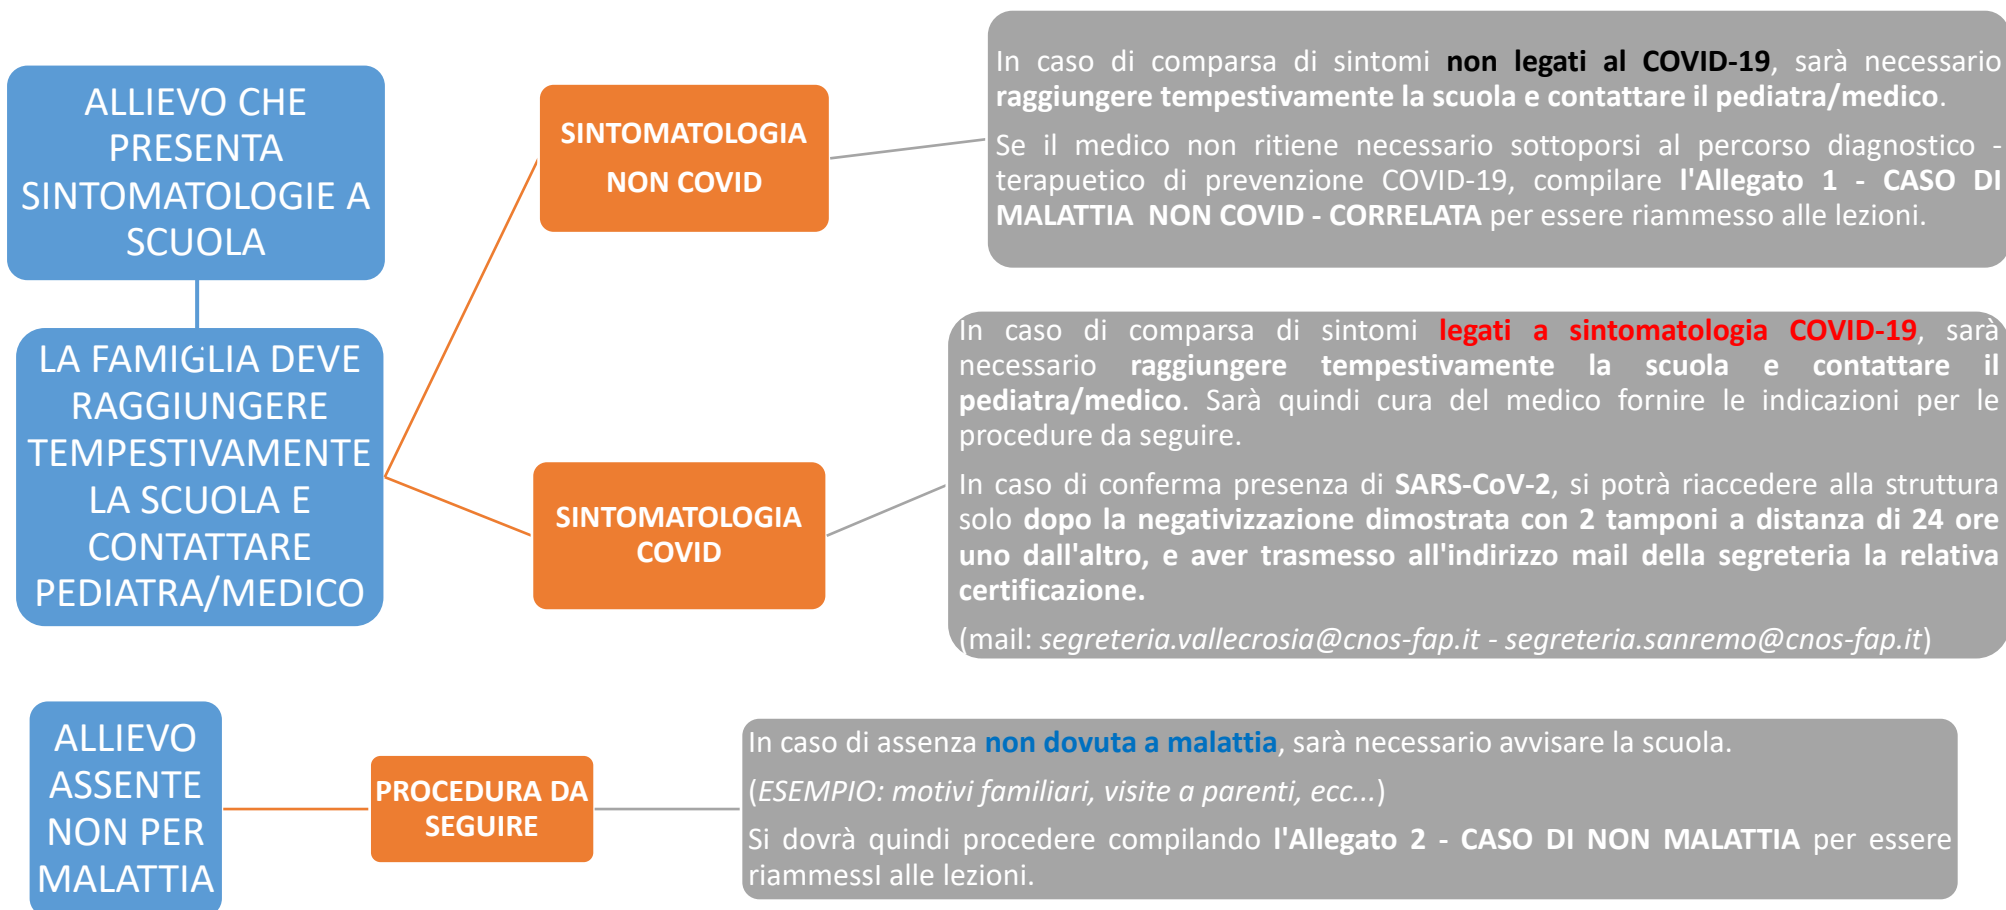 ALLIEVO CHE
PRESENTA
SINTOMATOLOGIE A
SCUOLA
LA FAMIGLIA DEVE
RAGGIUNGERE
TEMPESTIVAMENTE
LA SCUOLA E
CONTATTARE
PEDIATRA/MEDICO
SINTOMATOLOGIA
NON COVID
In caso di comparsa di sintomi non legati al COVID-19, sarà necessario
raggiungere tempestivamente la scuola e contattare il pediatra/medico.
Se il medico non ritiene necessario sottoporsi al percorso diagnostico -
terapuetico di prevenzione COVID-19, compilare l'Allegato 1 - CASO DI
MALATTIA NON COVID - CORRELATA per essere riammesso alle lezioni.
SINTOMATOLOGIA
COVID
In caso di comparsa di sintomi legati a sintomatologia COVID-19, sarà
necessario raggiungere tempestivamente la scuola e contattare il
pediatra/medico. Sarà quindi cura del medico fornire le indicazioni per le
procedure da seguire.
In caso di conferma presenza di SARS-CoV-2, si potrà riaccedere alla struttura
solo dopo la negativizzazione dimostrata con 2 tamponi a distanza di 24 ore
uno dall'altro, e aver trasmesso all'indirizzo mail della segreteria la relativa
certificazione.
(mail: segreteria.vallecrosia@cnos-fap.it - segreteria.sanremo@cnos-fap.it)
ALLIEVO
ASSENTE
NON PER
MALATTIA
PROCEDURA DA
SEGUIRE
In caso di assenza non dovuta a malattia, sarà necessario avvisare la scuola.
(ESEMPIO: motivi familiari, visite a parenti, ecc...)
Si dovrà quindi procedere compilando l'Allegato 2 - CASO DI NON MALATTIA per essere
riammessI alle lezioni.